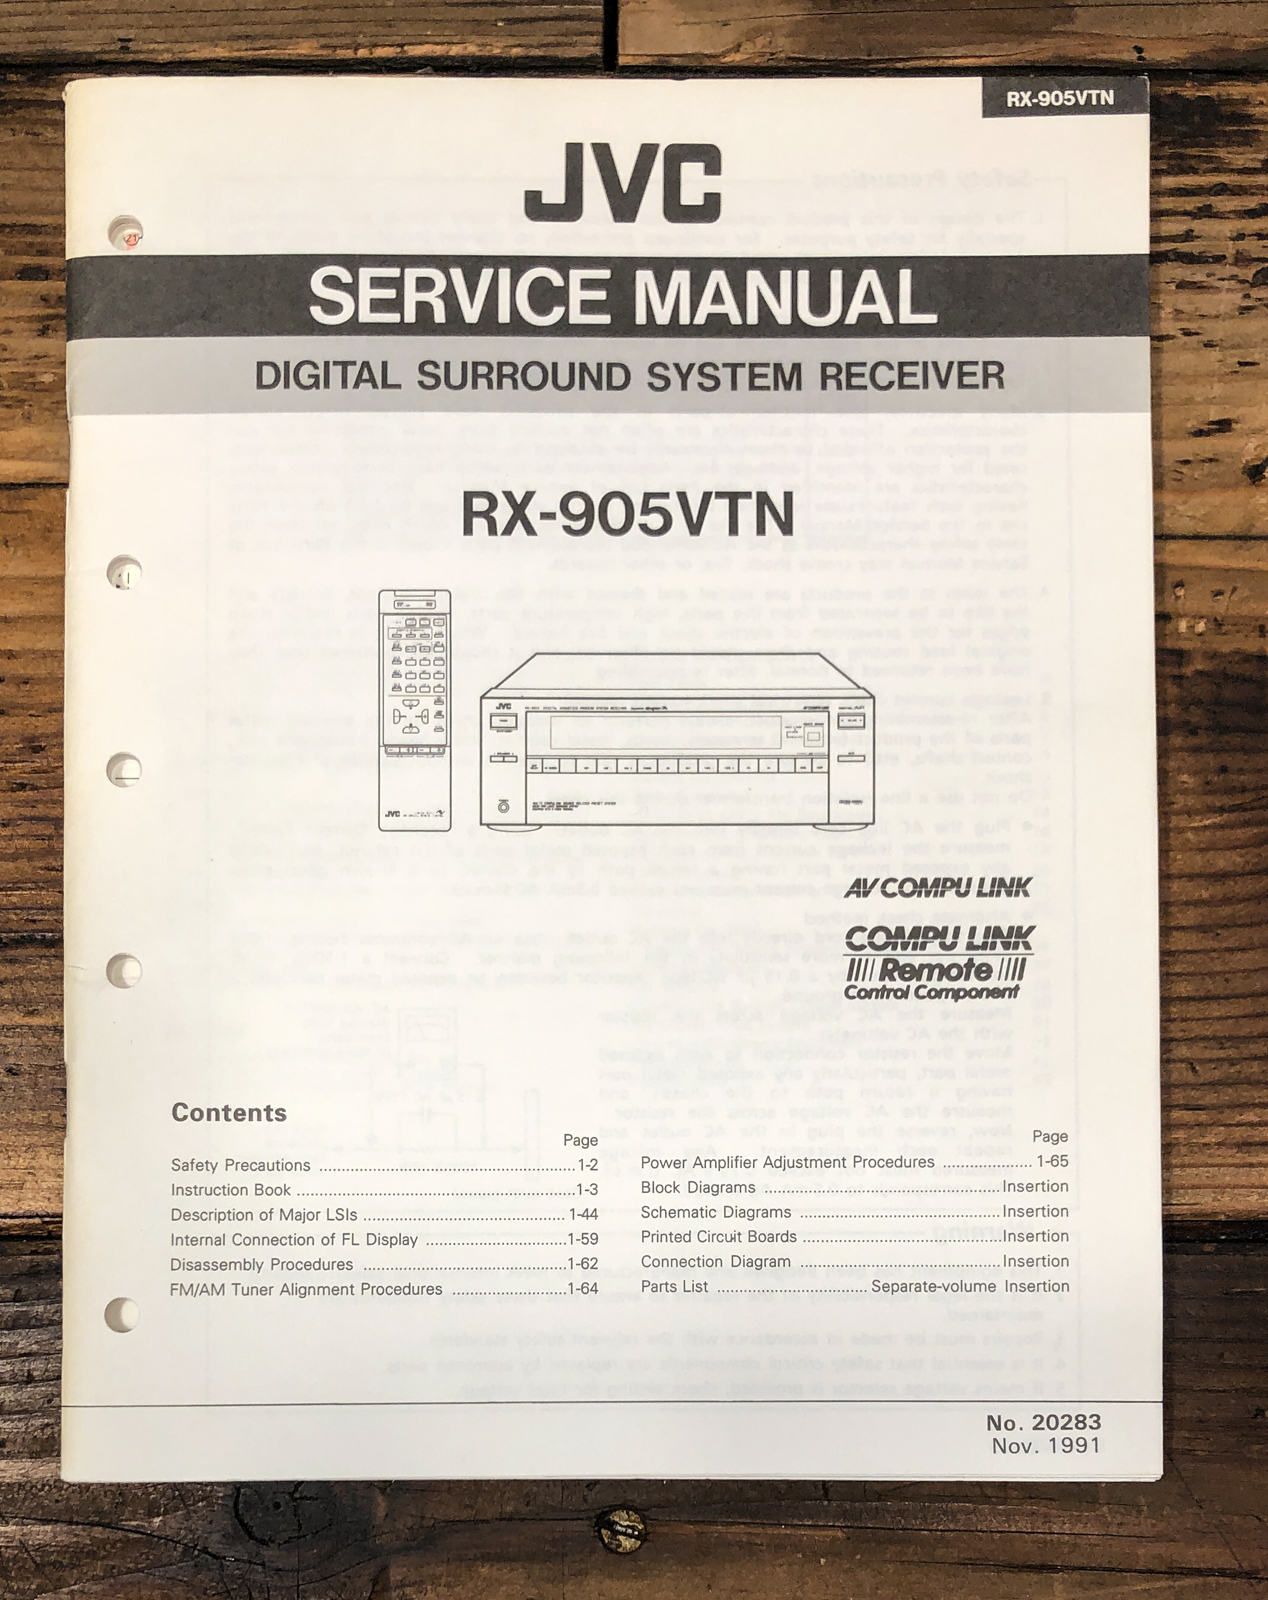 RX-905VTN
JVC
SERVICE MANUAL
DIGITAL SURROUND SYSTEM RECEIVER
RX-905VTN
JVC
JVC
AV COMPU LINK
COMPU LINK
Remote
Control Component
Contents
Page
Safety Precautions ........ 1-2
Instruction Book ........ 1-3
Description of Major LSIs ........ 1-44
Internal Connection of FL Display ........ 1-59
Disassembly Procedures ........ 1-62
FM/AM Tuner Alignment Procedures ........ 1-64
Page
Power Amplifier Adjustment Procedures ........ 1-65
Block Diagrams ........ Insertion
Schematic Diagrams ........ Insertion
Printed Circuit Boards ........ Insertion
Connection Diagram ........ Insertion
Parts List ........ Separate-volume Insertion
No. 20283
Nov. 1991